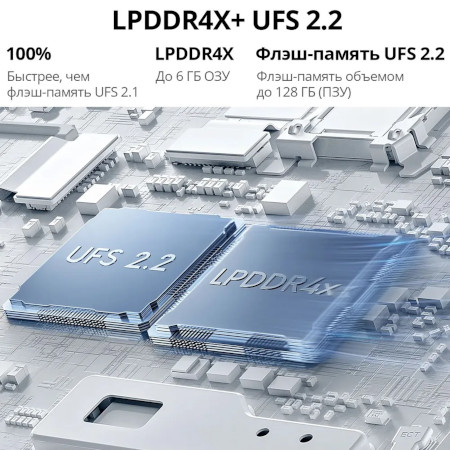 LPDDR4X+ UFS 2.2
100%
Быстрее, чем
флэш-память UFS 2.1
LPDDR4X
До 6 ГБ ОЗУ
Флэш-память UFS 2.2
Флэш-память объемом
до 128 ГБ (ПЗУ)
UFS 2.2
LPDDR4x
ECT